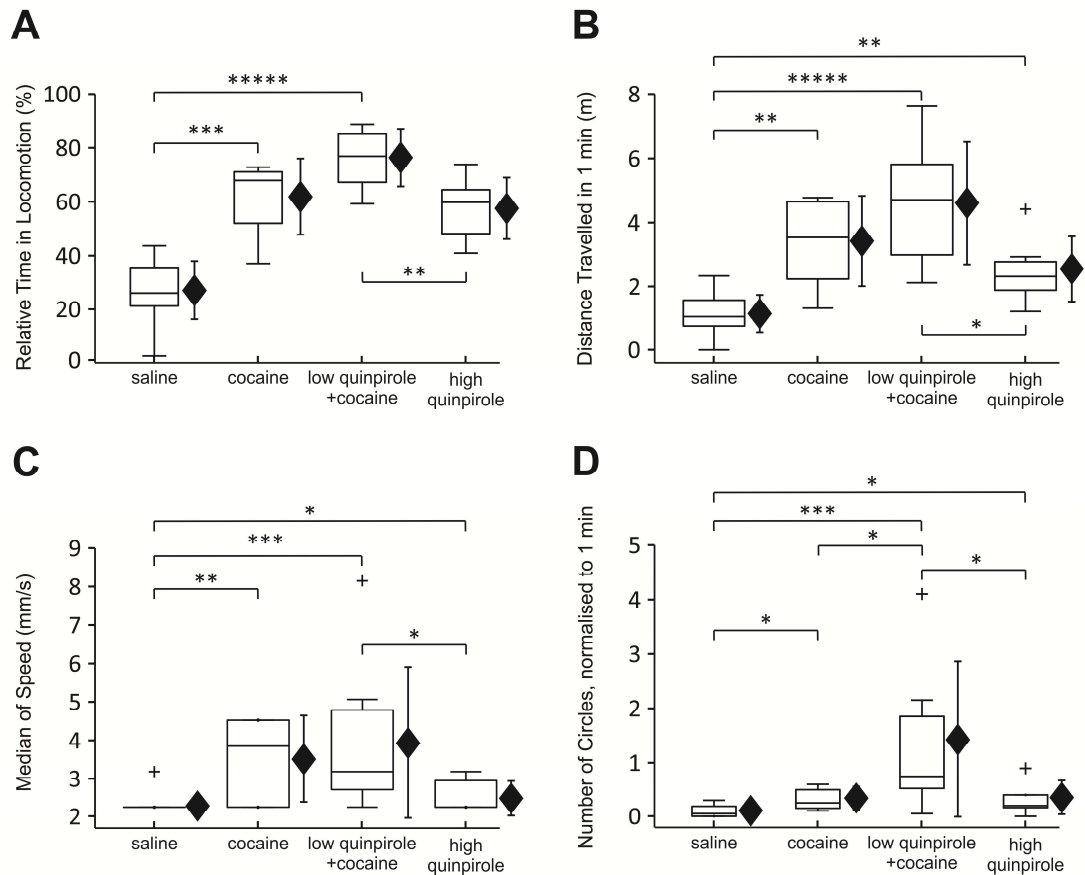 A
Relative Time in Locomotion (%)
100
80
60
40
20
0
*****
***
**
saline
cocaine
low quinpirole
+cocaine
high
quinpirole
B
Distance Travelled in 1 min (m)
8
6
4
2
0
**
*****
**
*
saline
cocaine
low quinpirole
+cocaine
high
quinpirole
C
Median of Speed (mm/s)
9
8
7
6
5
4
3
2
*
***
**
*
saline
cocaine
low quinpirole
+cocaine
high
quinpirole
D
Number of Circles, normalised to 1 min
5
4
3
2
1
0
*
***
*
*
*
saline
cocaine
low quinpirole
+cocaine
high
quinpirole